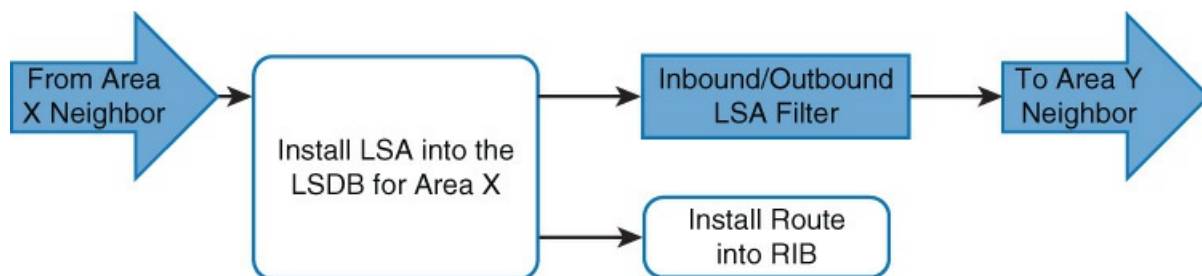 From Area
X Neighbor
Install LSA into the
LSDB for Area X
Inbound/Outbound
LSA Filter
To Area Y
Neighbor
Install Route
into RIB